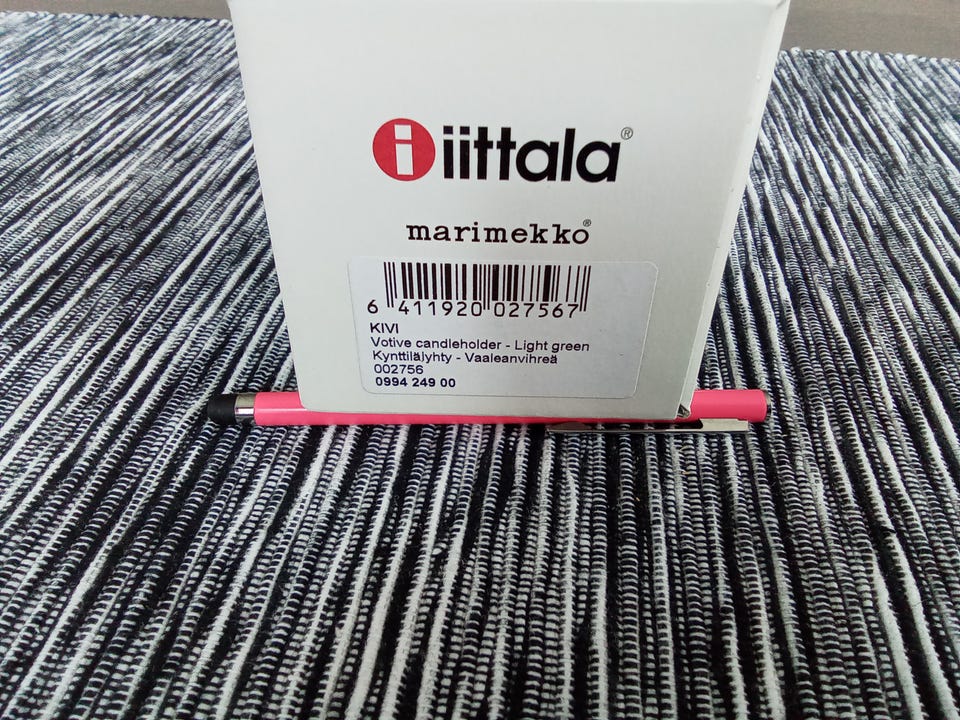 i iittala®
marimekko®
6 411920 027567
KIVI
Votive candleholder - Light green
Kynttilälyhty - Vaaleanvihreä
002756
0994 249 00